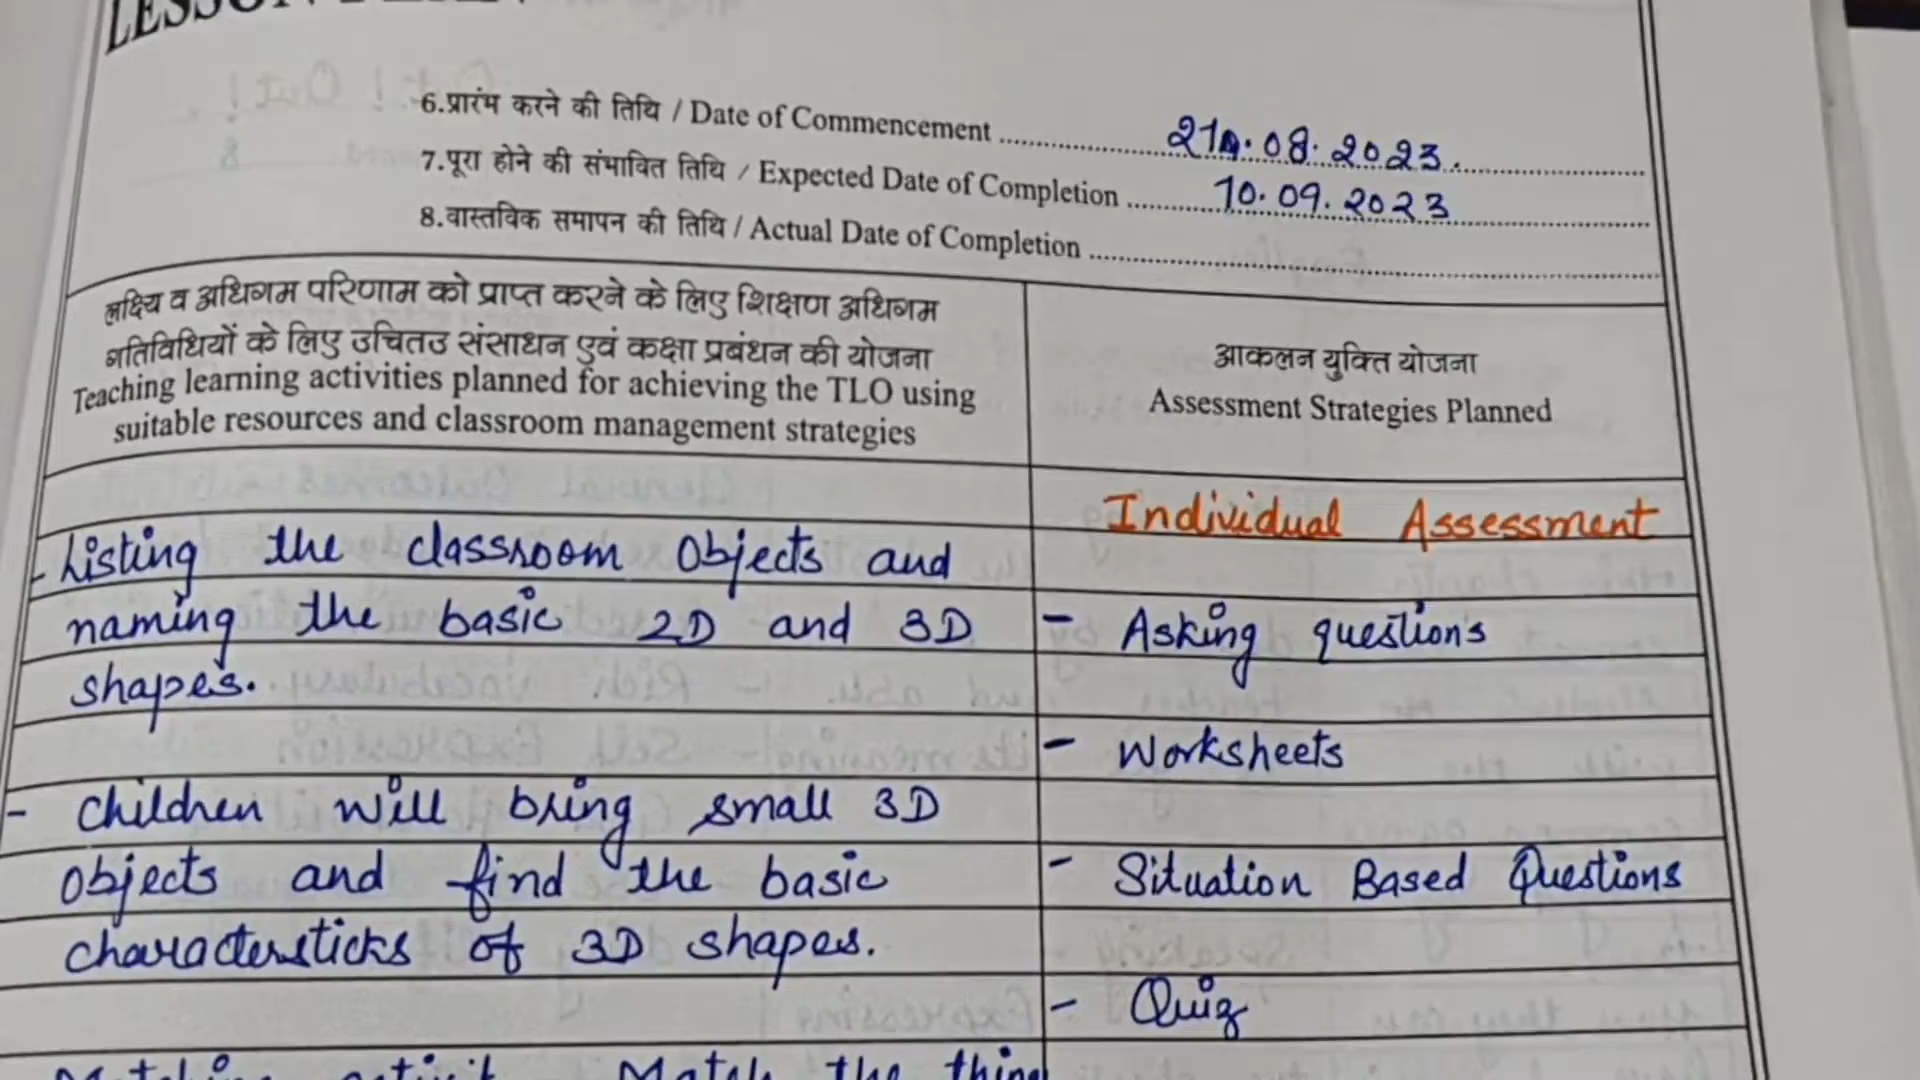 LESSON PLAN
6.प्रारंभ करने की तिथि / Date of Commencement .......... 21.08.2023.
7.पूरा होने की संभावित तिथि / Expected Date of Completion .......... 10.09.2023
8.वास्तविक समापन की तिथि / Actual Date of Completion ..........
लक्ष्यि व अधिगम परिणाम को प्राप्त करने के लिए शिक्षण अधिगम
गतिविधियों के लिए उचितउ संसाधन एवं कक्षा प्रबंधन की योजना
Teaching learning activities planned for achieving the TLO using
suitable resources and classroom management strategies
आकलन युक्ति योजना
Assessment Strategies Planned
- Listing the classroom objects and
naming the basic 2D and 3D
shapes.
- Children will bring small 3D
objects and find the basic
characterstics of 3D shapes.
Match the thing
Individual Assessment
- Asking questions
- Worksheets
- Situation Based Questions
- Quiz